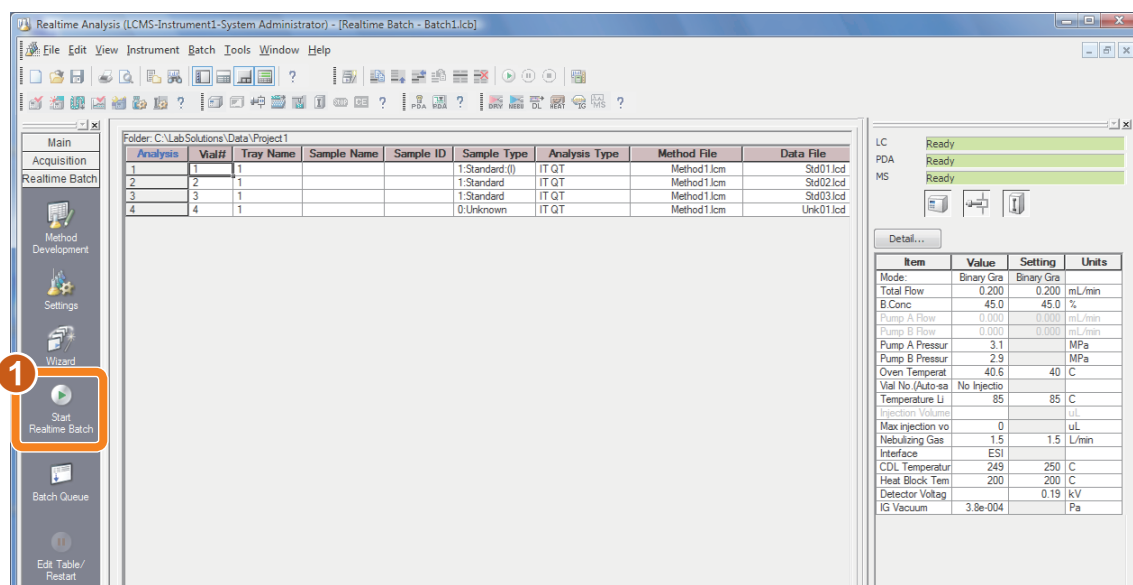 Realtime Analysis (LCMS-Instrument1-System Administrator) - [Realtime Batch - Batch1.lcb]
File Edit View Instrument Batch Tools Window Help
Main
Acquisition
Realtime Batch
Method
Development
Settings
Wizard
1
Start
Realtime Batch
Batch Queue
Edit Table/
Restart
Folder: C:\LabSolutions\Data\Project1
Analysis Vial# Tray Name Sample Name Sample ID Sample Type Analysis Type Method File Data File
1 1 1 1:Standard:(I) IT QT Method1.lcm Std01.lcd
2 2 1 1:Standard IT QT Method1.lcm Std02.lcd
3 3 1 1:Standard IT QT Method1.lcm Std03.lcd
4 4 1 0:Unknown IT QT Method1.lcm Unk01.lcd
LC Ready
PDA Ready
MS Ready
Detail...
Item Value Setting Units
Mode: Binary Gra Binary Gra
Total Flow 0.200 0.200 mL/min
B.Conc 45.0 45.0 %
Pump A Flow 0.000 0.000 mL/min
Pump B Flow 0.000 0.000 mL/min
Pump A Pressur 3.1 MPa
Pump B Pressur 2.9 MPa
Oven Temperat 40.6 40 C
Vial No.(Auto-sa No Injectio
Temperature Li 85 85 C
Injection Volume uL
Max injection vo 0 uL
Nebulizing Gas 1.5 1.5 L/min
Interface ESI
CDL Temperatur 249 250 C
Heat Block Tem 200 200 C
Detector Voltag 0.19 kV
IG Vacuum 3.8e-004 Pa